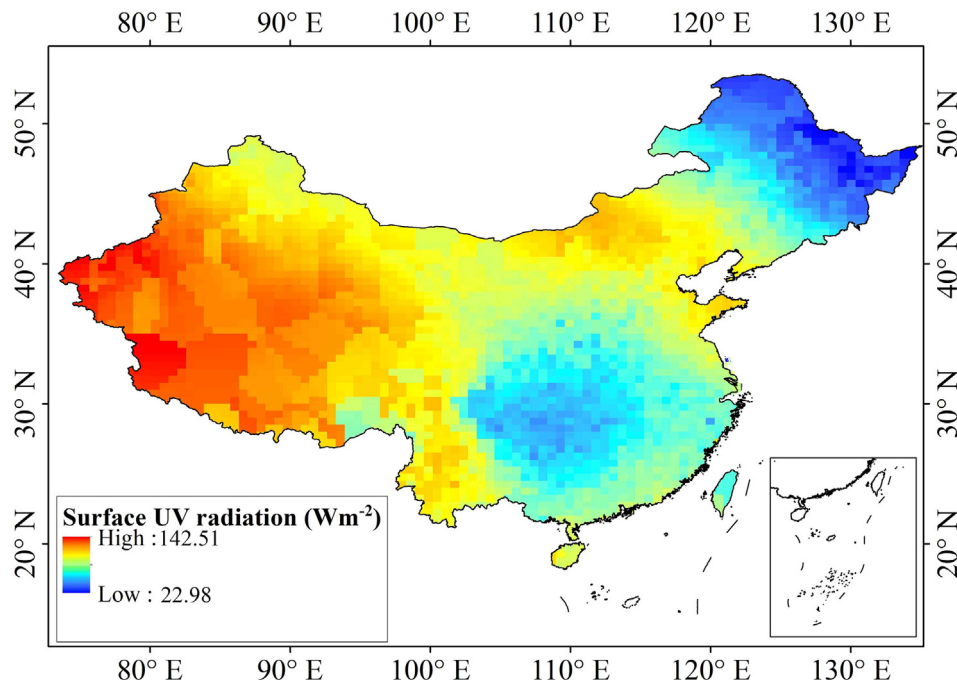 80° E 90° E 100° E 110° E 120° E 130° E
50° N 50° N
40° N 40° N
30° N 30° N
20° N 20° N
Surface UV radiation (Wm⁻²)
High :142.51
Low : 22.98
80° E 90° E 100° E 110° E 120° E 130° E